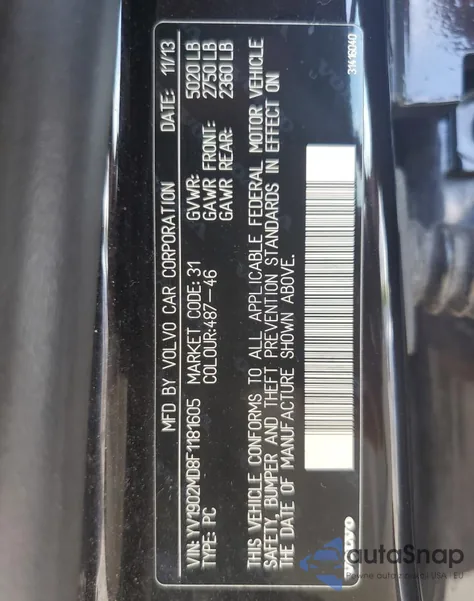 MFD BY VOLVO CAR CORPORATION DATE: 11/13
VIN: YV1902MD8F1181605 MARKET CODE: 31 GVWR: 5020 LB
TYPE: PC COLOUR: 487-46 GAWR FRONT: 2750 LB
GAWR REAR: 2360 LB
THIS VEHICLE CONFORMS TO ALL APPLICABLE FEDERAL MOTOR VEHICLE
SAFETY, BUMPER AND THEFT PREVENTION STANDARDS IN EFFECT ON
THE DATE OF MANUFACTURE SHOWN ABOVE.
VOLVO
31416040
autoSnap